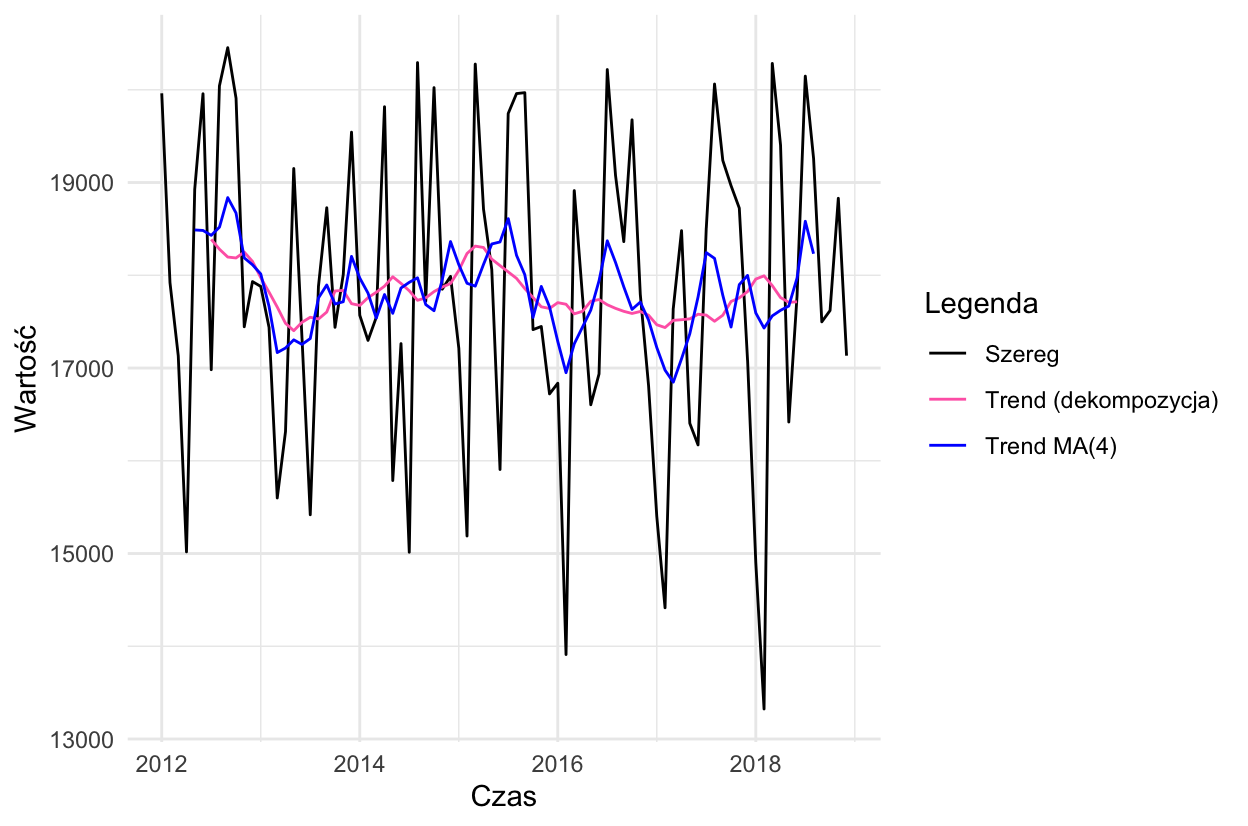 Wartość
19000
17000
15000
13000
2012
2014
2016
2018
Czas
Legenda
Szereg
Trend (dekompozycja)
Trend MA(4)